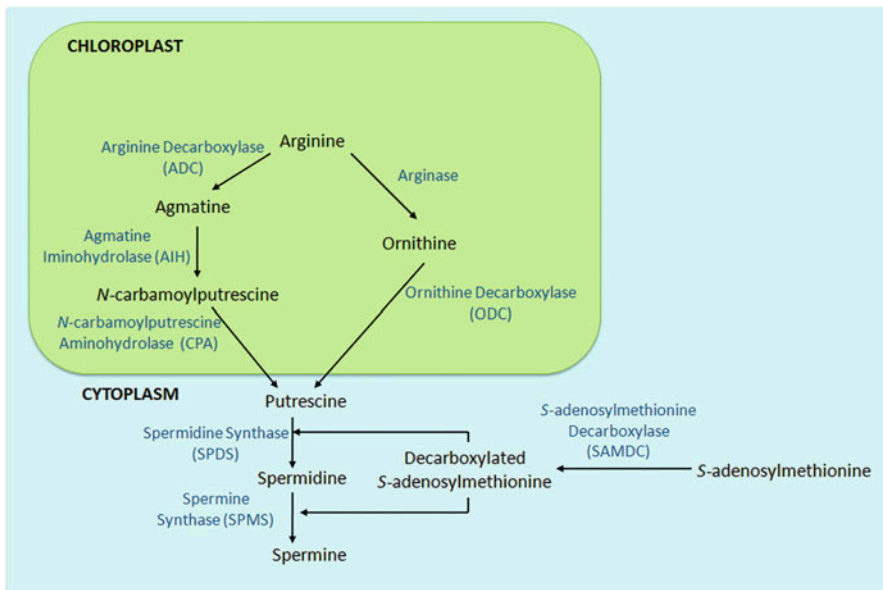 CHLOROPLAST
Arginine Decarboxylase
(ADC)
Arginine
Arginase
Agmatine
Agmatine
Iminohydrolase (AIH)
Ornithine
N-carbamoylputrescine
Ornithine Decarboxylase
(ODC)
N-carbamoylputrescine
Aminohydrolase (CPA)
CYTOPLASM
Putrescine
Spermidine Synthase
(SPDS)
S-adenosylmethionine
Decarboxylase
(SAMDC)
Spermidine
Decarboxylated
S-adenosylmethionine
S-adenosylmethionine
Spermine
Synthase (SPMS)
Spermine